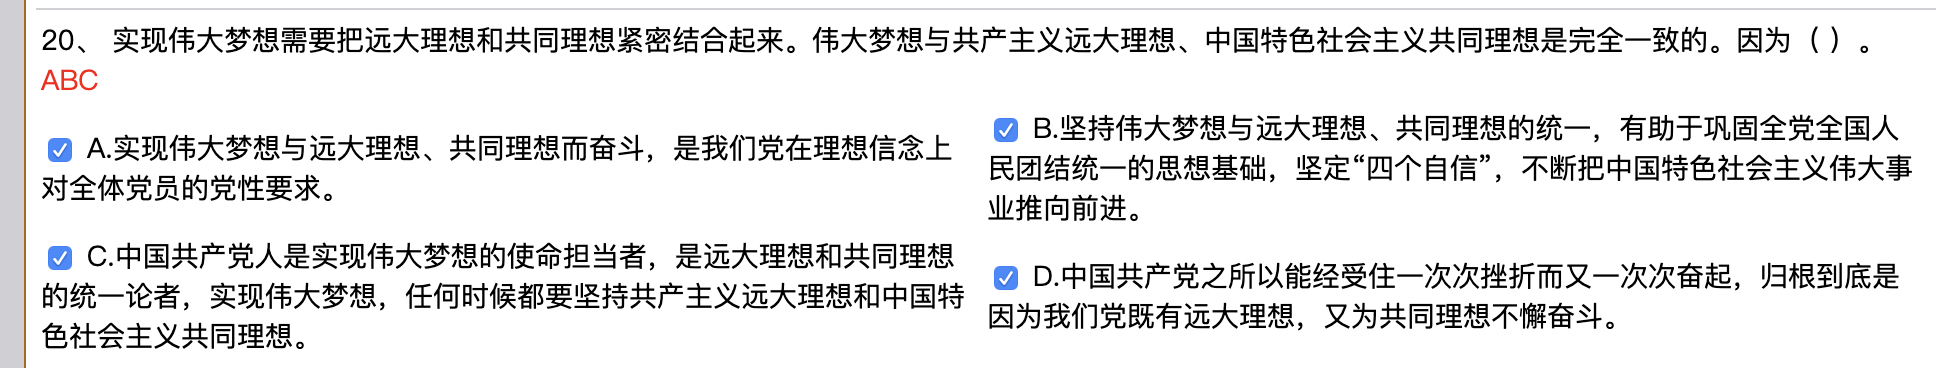 20、 实现伟大梦想需要把远大理想和共同理想紧密结合起来。伟大梦想与共产主义远大理想、中国特色社会主义共同理想是完全一致的。因为（ ）。
ABC
A.实现伟大梦想与远大理想、共同理想而奋斗，是我们党在理想信念上
对全体党员的党性要求。
B.坚持伟大梦想与远大理想、共同理想的统一，有助于巩固全党全国人
民团结统一的思想基础，坚定“四个自信”，不断把中国特色社会主义伟大事
业推向前进。
C.中国共产党人是实现伟大梦想的使命担当者，是远大理想和共同理想
的统一论者，实现伟大梦想，任何时候都要坚持共产主义远大理想和中国特
色社会主义共同理想。
D.中国共产党之所以能经受住一次次挫折而又一次次奋起，归根到底是
因为我们党既有远大理想，又为共同理想不懈奋斗。